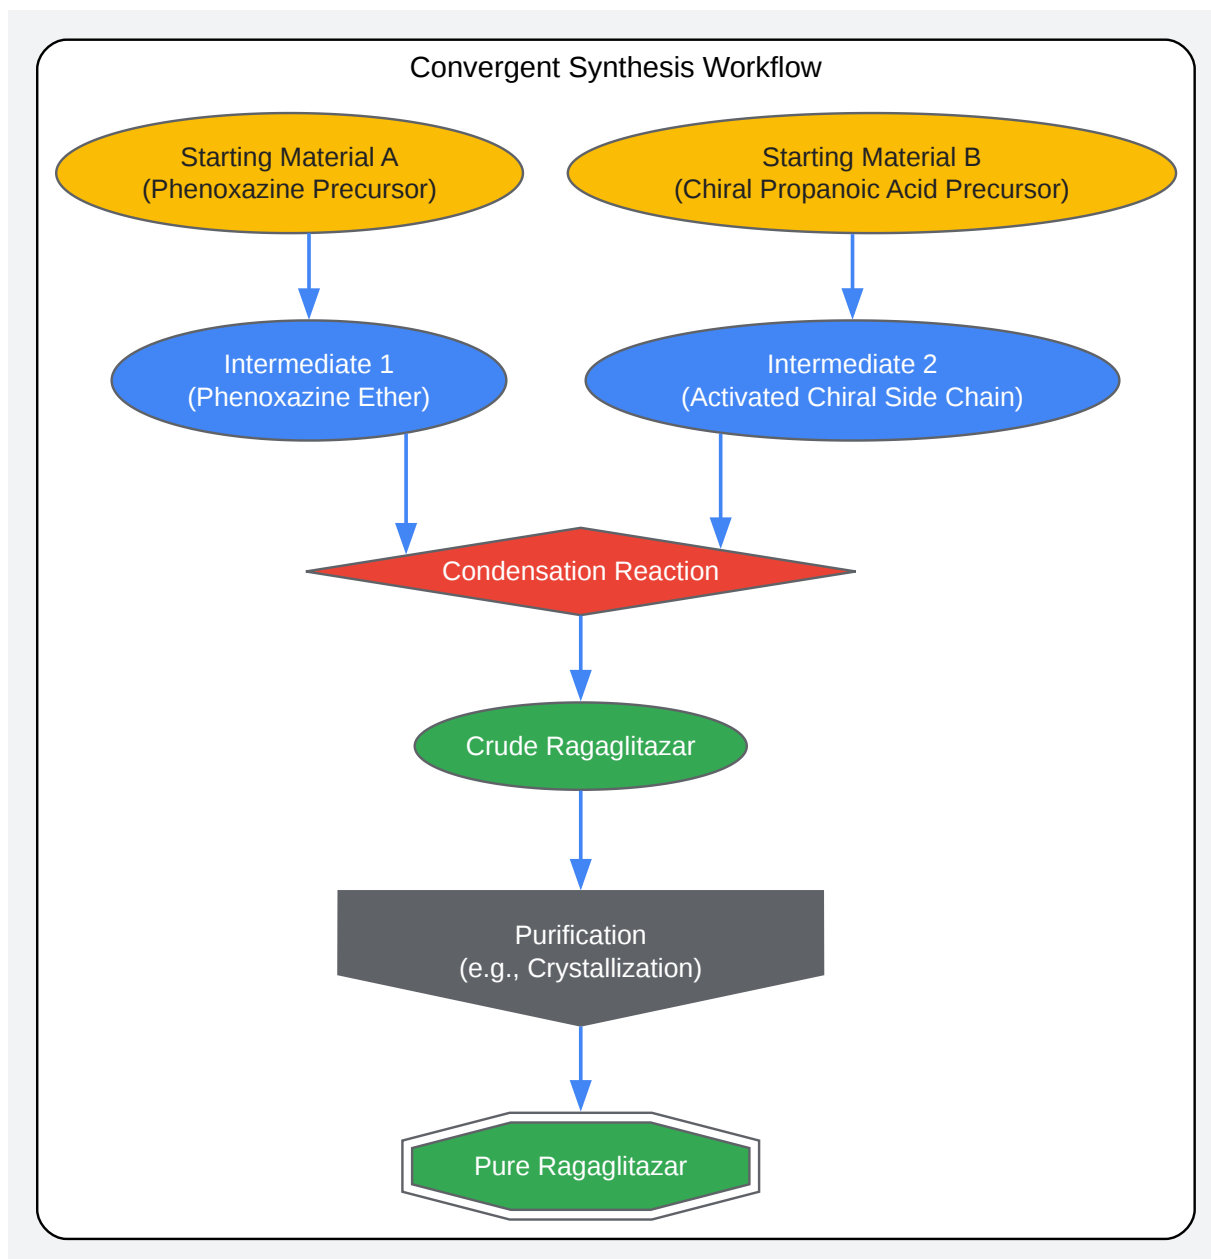 Convergent Synthesis Workflow
Starting Material A
(Phenoxazine Precursor)
Starting Material B
(Chiral Propanoic Acid Precursor)
Intermediate 1
(Phenoxazine Ether)
Intermediate 2
(Activated Chiral Side Chain)
Condensation Reaction
Crude Ragaglitazar
Purification
(e.g., Crystallization)
Pure Ragaglitazar